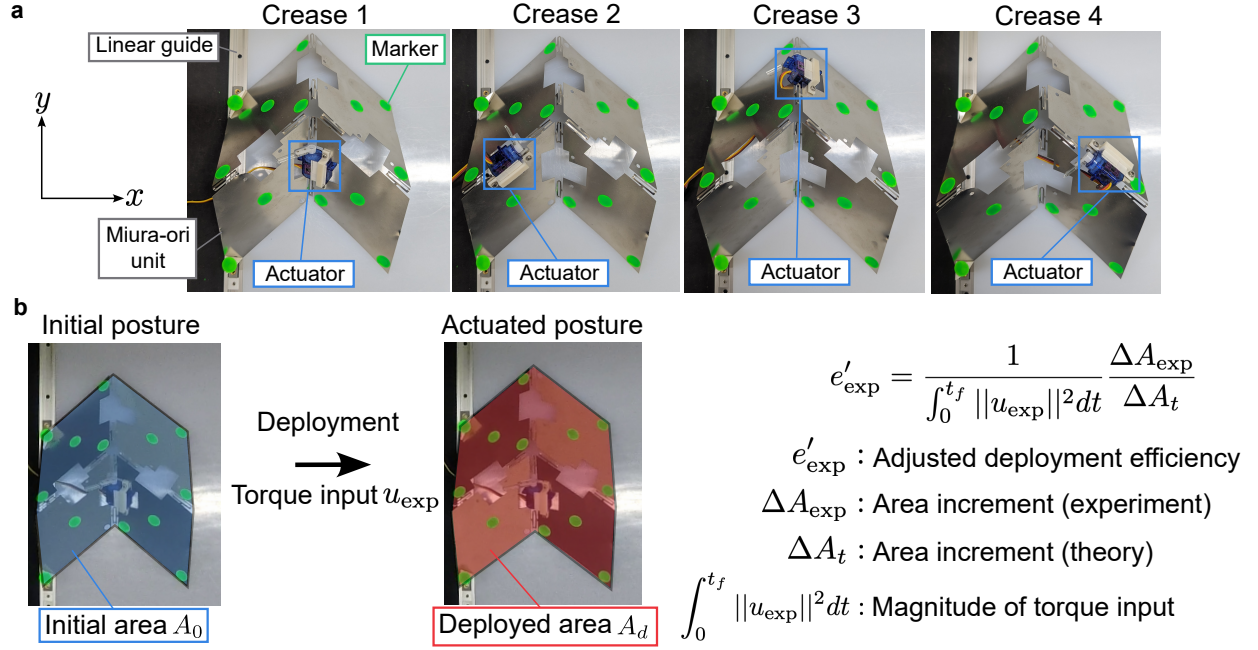 a
Crease 1
Crease 2
Crease 3
Crease 4
Linear guide
Marker
y
x
Miura-ori
unit
Actuator
Actuator
Actuator
Actuator
b
Initial posture
Actuated posture
Deployment
Torque input u_exp
Initial area A_0
Deployed area A_d
e′_exp = 1 / ∫_0^{t_f} ||u_exp||² dt ΔA_exp / ΔA_t
e′_exp : Adjusted deployment efficiency
ΔA_exp : Area increment (experiment)
ΔA_t : Area increment (theory)
∫_0^{t_f} ||u_exp||² dt : Magnitude of torque input